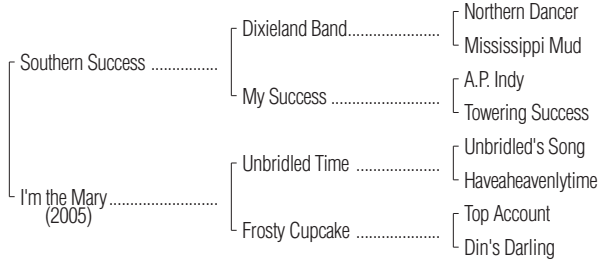 Northern Dancer
Dixieland Band....................
Mississippi Mud
Southern Success ................
A.P. Indy
My Success ........................
Towering Success
Unbridled's Song
Unbridled Time ..................
Haveaheavenlytime
I'm the Mary........................
(2005)
Top Account
Frosty Cupcake ..................
Din's Darling